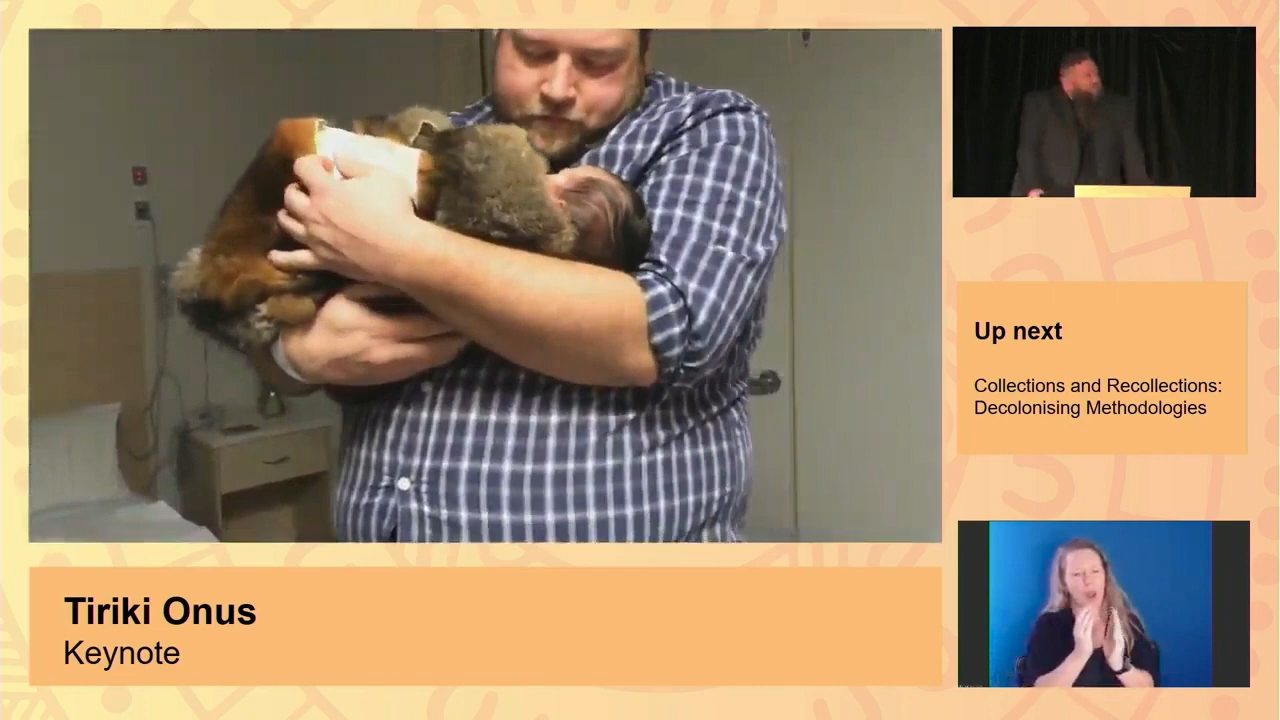 Up next
Collections and Recollections:
Decolonising Methodologies
Tiriki Onus
Keynote